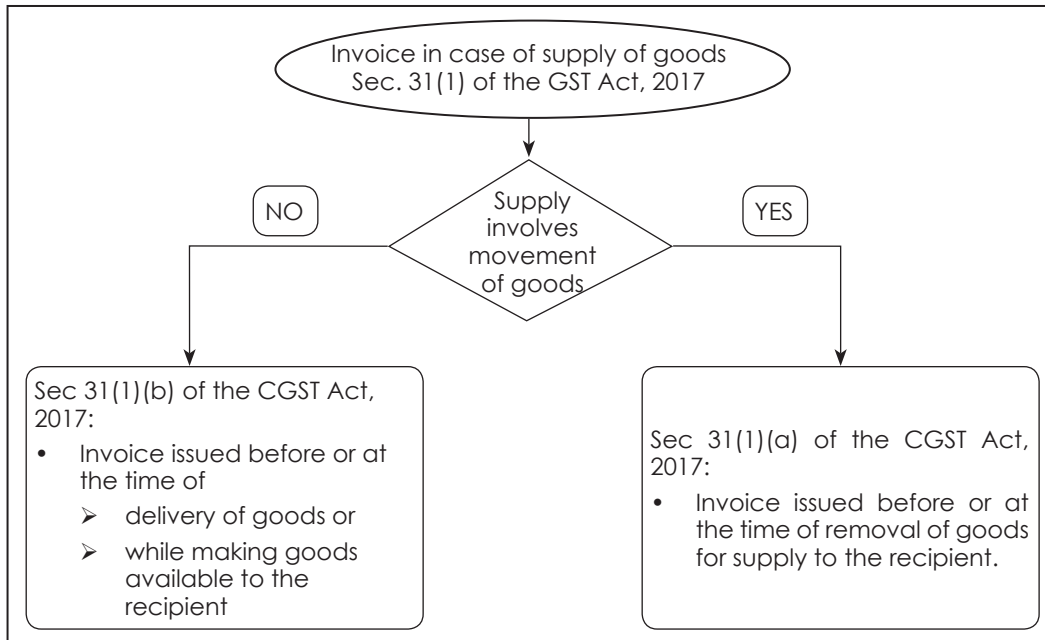 Invoice in case of supply of goods
Sec. 31(1) of the GST Act, 2017
NO
Supply
involves
movement
of goods
YES
Sec 31(1)(b) of the CGST Act,
2017:
• Invoice issued before or at
the time of
➢ delivery of goods or
➢ while making goods
available to the
recipient
Sec 31(1)(a) of the CGST Act,
2017:
• Invoice issued before or at
the time of removal of goods
for supply to the recipient.